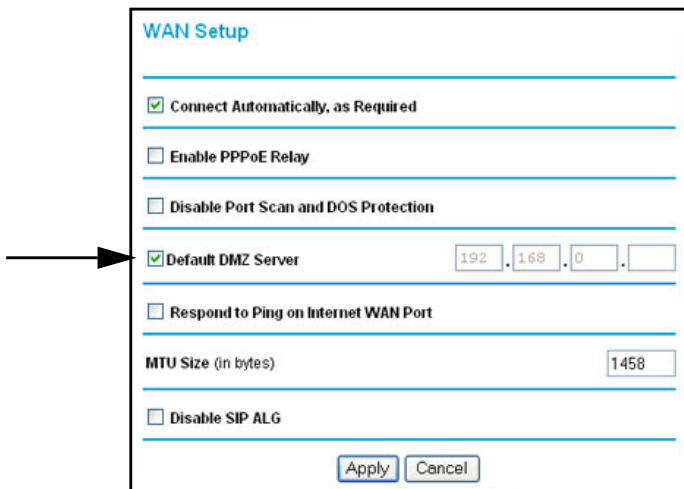 WAN Setup
Connect Automatically, as Required
Enable PPPoE Relay
Disable Port Scan and DOS Protection
Default DMZ Server 192 . 168 . 0 .
Respond to Ping on Internet WAN Port
MTU Size (in bytes) 1458
Disable SIP ALG
Apply Cancel